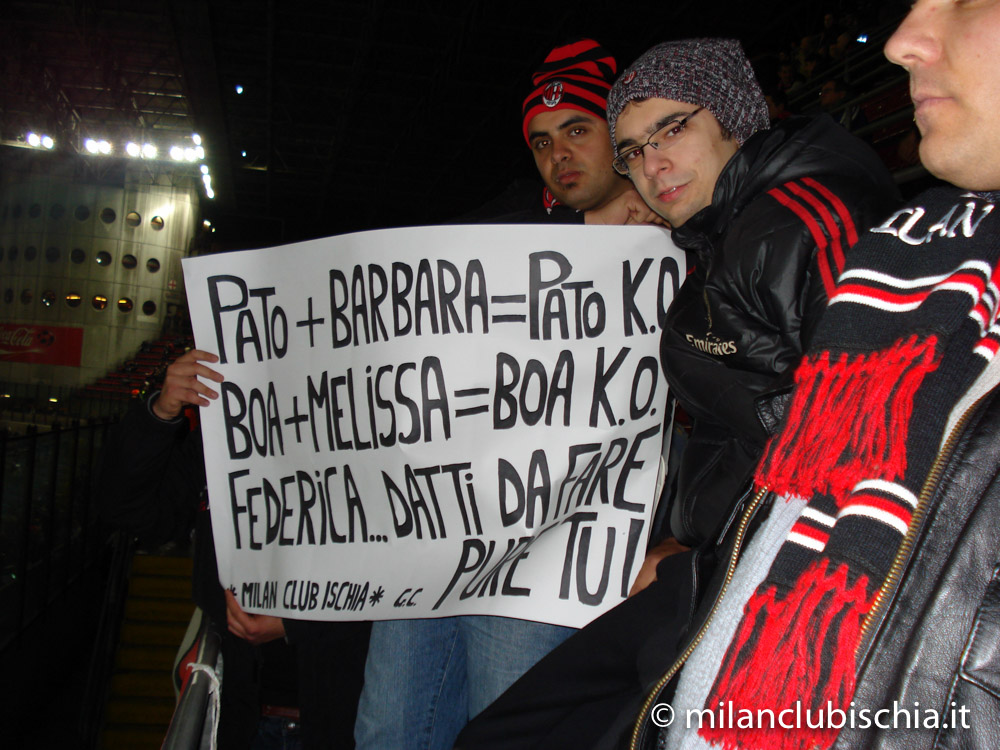 PATO + BARBARA = PATO K.O.
BOA + MELISSA = BOA K.O.
FEDERICA... DATTI DA FARE
PURE TU!
* MILAN CLUB ISCHIA * G.C.
Coca-Cola
Emirates
MILAN
© milanclubischia.it